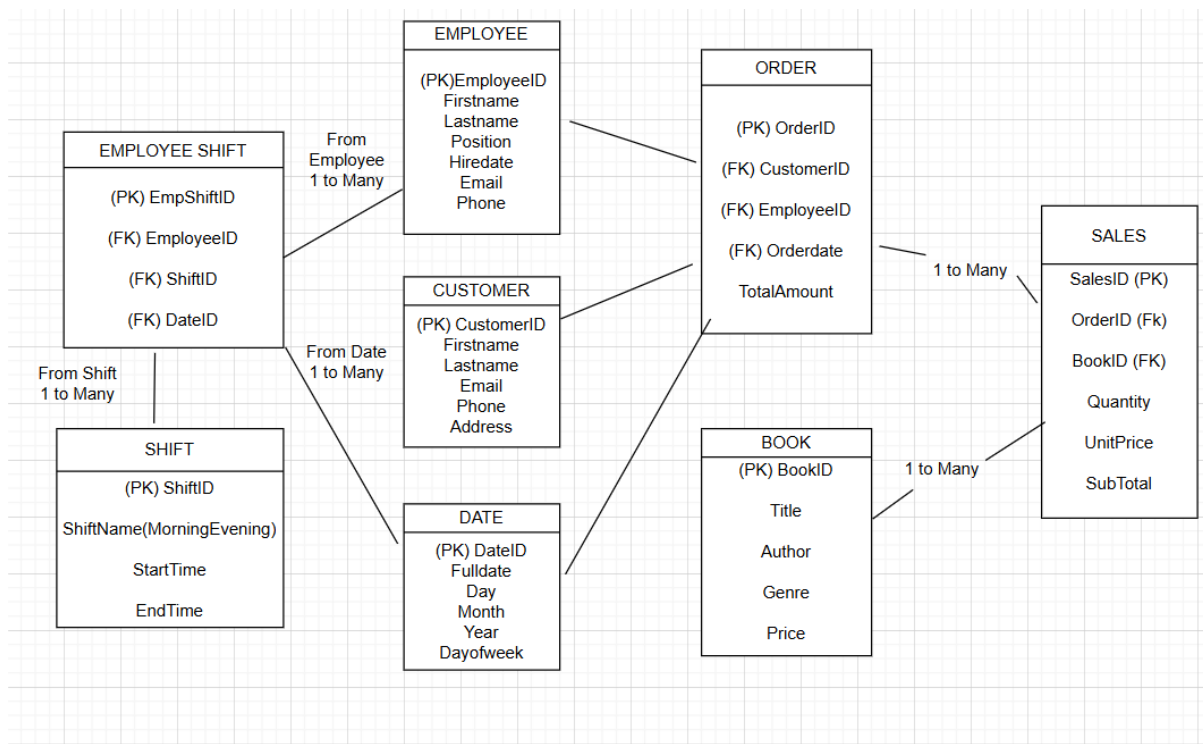 EMPLOYEE SHIFT
(PK) EmpShiftID
(FK) EmployeeID
(FK) ShiftID
(FK) DateID
From Shift
1 to Many
SHIFT
(PK) ShiftID
ShiftName(MorningEvening)
StartTime
EndTime
From
Employee
1 to Many
From Date
1 to Many
EMPLOYEE
(PK)EmployeeID
Firstname
Lastname
Position
Hiredate
Email
Phone
CUSTOMER
(PK) CustomerID
Firstname
Lastname
Email
Phone
Address
DATE
(PK) DateID
Fulldate
Day
Month
Year
Dayofweek
ORDER
(PK) OrderID
(FK) CustomerID
(FK) EmployeeID
(FK) Orderdate
TotalAmount
BOOK
(PK) BookID
Title
Author
Genre
Price
1 to Many
1 to Many
SALES
SalesID (PK)
OrderID (Fk)
BookID (FK)
Quantity
UnitPrice
SubTotal